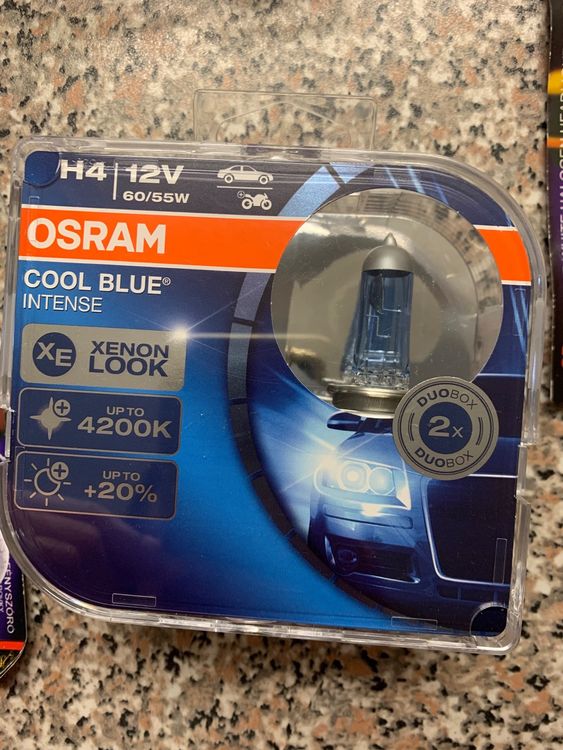 H4 | 12V
60/55W
OSRAM
COOL BLUE®
INTENSE
XE XENON
LOOK
UP TO
4200K
UP TO
+20%
DUOBOX
2x
DUOBOX
FÉNYSZÓRÓ